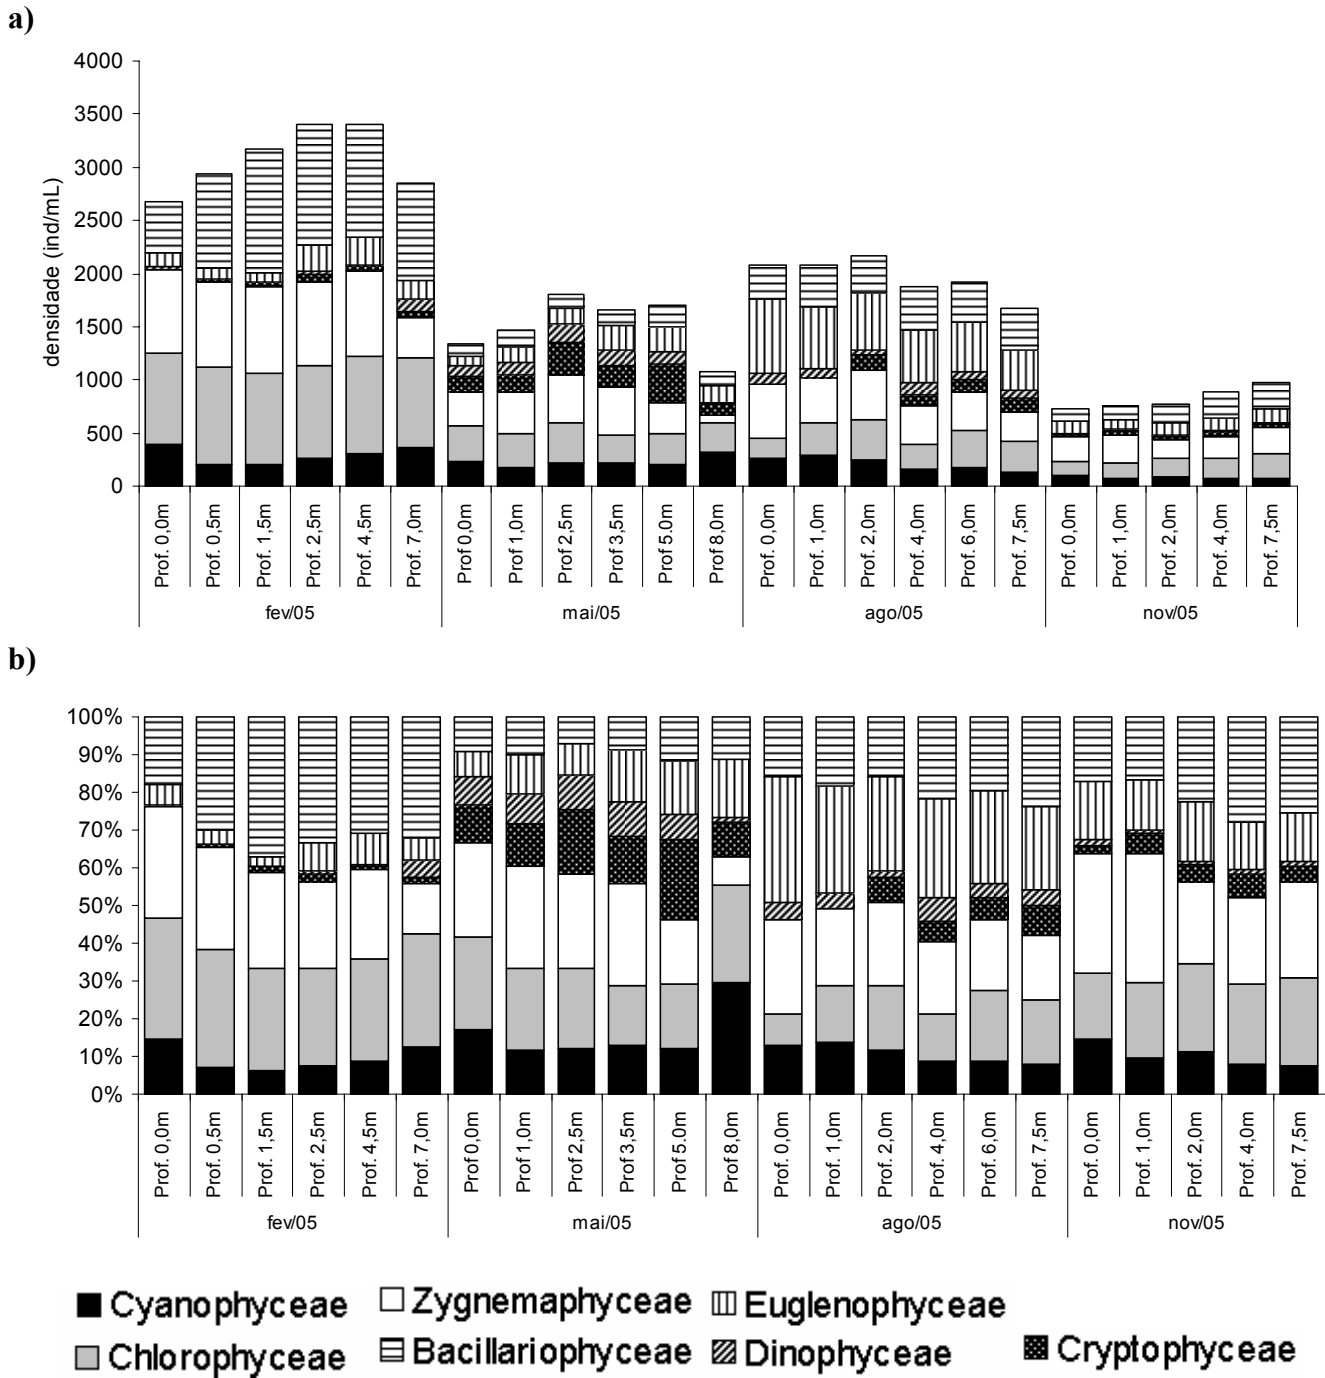 a)
4000
3500
3000
2500
2000
1500
1000
500
0
densidade (ind/mL)
Prof. 0,0m
Prof. 0,5m
Prof. 1,5m
Prof. 2,5m
Prof. 4,5m
Prof. 7,0m
Prof 0,0m
Prof 1,0m
Prof 2,5m
Prof 3,5m
Prof 5.0m
Prof 8,0m
Prof. 0,0m
Prof. 1,0m
Prof. 2,0m
Prof. 4,0m
Prof. 6,0m
Prof. 7,5m
Prof. 0,0m
Prof. 1,0m
Prof. 2,0m
Prof. 4,0m
Prof. 7,5m
fev/05 mai/05 ago/05 nov/05
b)
100%
90%
80%
70%
60%
50%
40%
30%
20%
10%
0%
Prof. 0,0m
Prof. 0,5m
Prof. 1,5m
Prof. 2,5m
Prof. 4,5m
Prof. 7,0m
Prof 0,0m
Prof 1,0m
Prof 2,5m
Prof 3,5m
Prof 5.0m
Prof 8,0m
Prof. 0,0m
Prof. 1,0m
Prof. 2,0m
Prof. 4,0m
Prof. 6,0m
Prof. 7,5m
Prof. 0,0m
Prof. 1,0m
Prof. 2,0m
Prof. 4,0m
Prof. 7,5m
fev/05 mai/05 ago/05 nov/05
Cyanophyceae Zygnemaphyceae Euglenophyceae
Chlorophyceae Bacillariophyceae Dinophyceae Cryptophyceae